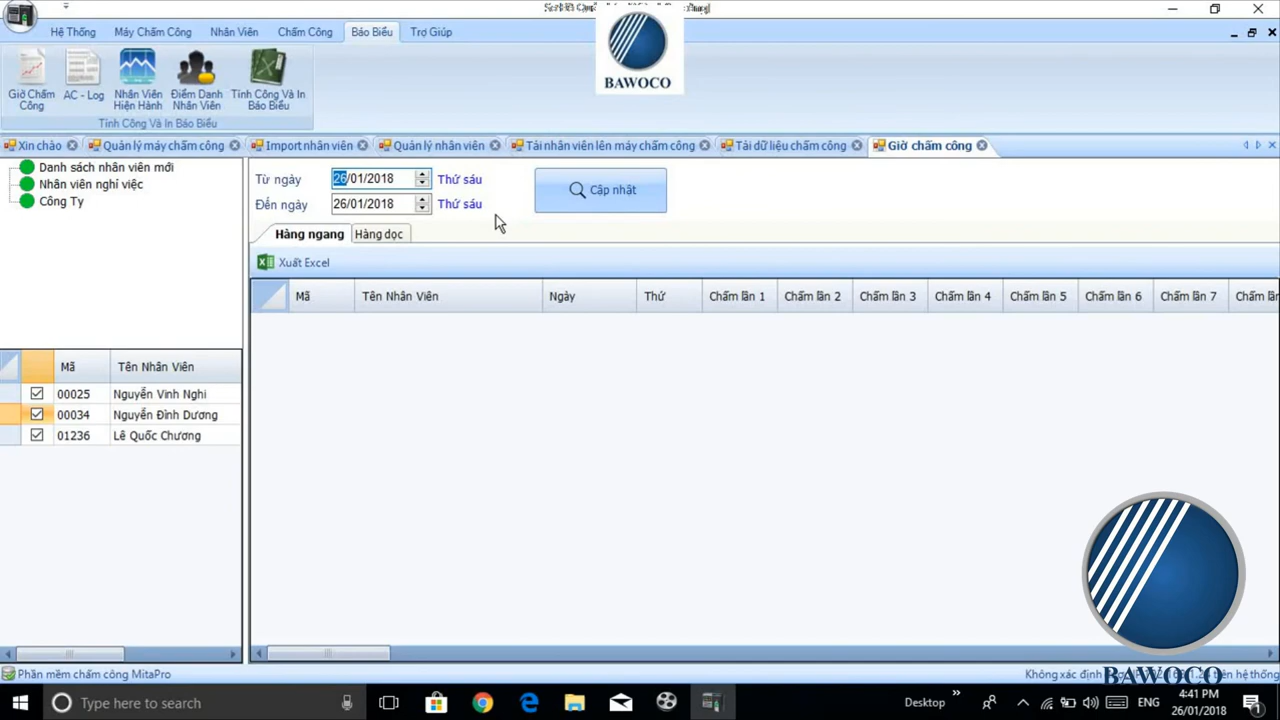 Hệ Thống Máy Chấm Công Nhân Viên Chấm Công Báo Biểu Trợ Giúp
BAWOCO
Giờ Chấm Công
AC - Log
Nhân Viên Hiện Hành
Điểm Danh Nhân Viên
Tính Công Và In Báo Biểu
Tính Công Và In Báo Biểu
Xin chào Quản lý máy chấm công Import nhân viên Quản lý nhân viên Tải nhân viên lên máy chấm công Tải dữ liệu chấm công Giờ chấm công
Danh sách nhân viên mới
Nhân viên nghỉ việc
Công Ty
Từ ngày 26/01/2018 Thứ sáu
Đến ngày 26/01/2018 Thứ sáu
Cập nhật
Hàng ngang Hàng dọc
Xuất Excel
Mã Tên Nhân Viên Ngày Thứ Chấm lần 1 Chấm lần 2 Chấm lần 3 Chấm lần 4 Chấm lần 5 Chấm lần 6 Chấm lần 7
Mã Tên Nhân Viên
00025 Nguyễn Vinh Nghi
00034 Nguyễn Đình Dương
01236 Lê Quốc Chương
BAWOCO
Phần mềm chấm công MitaPro
Không xác định
trên hệ thống
Type here to search
Desktop
ENG
4:41 PM
26/01/2018
1